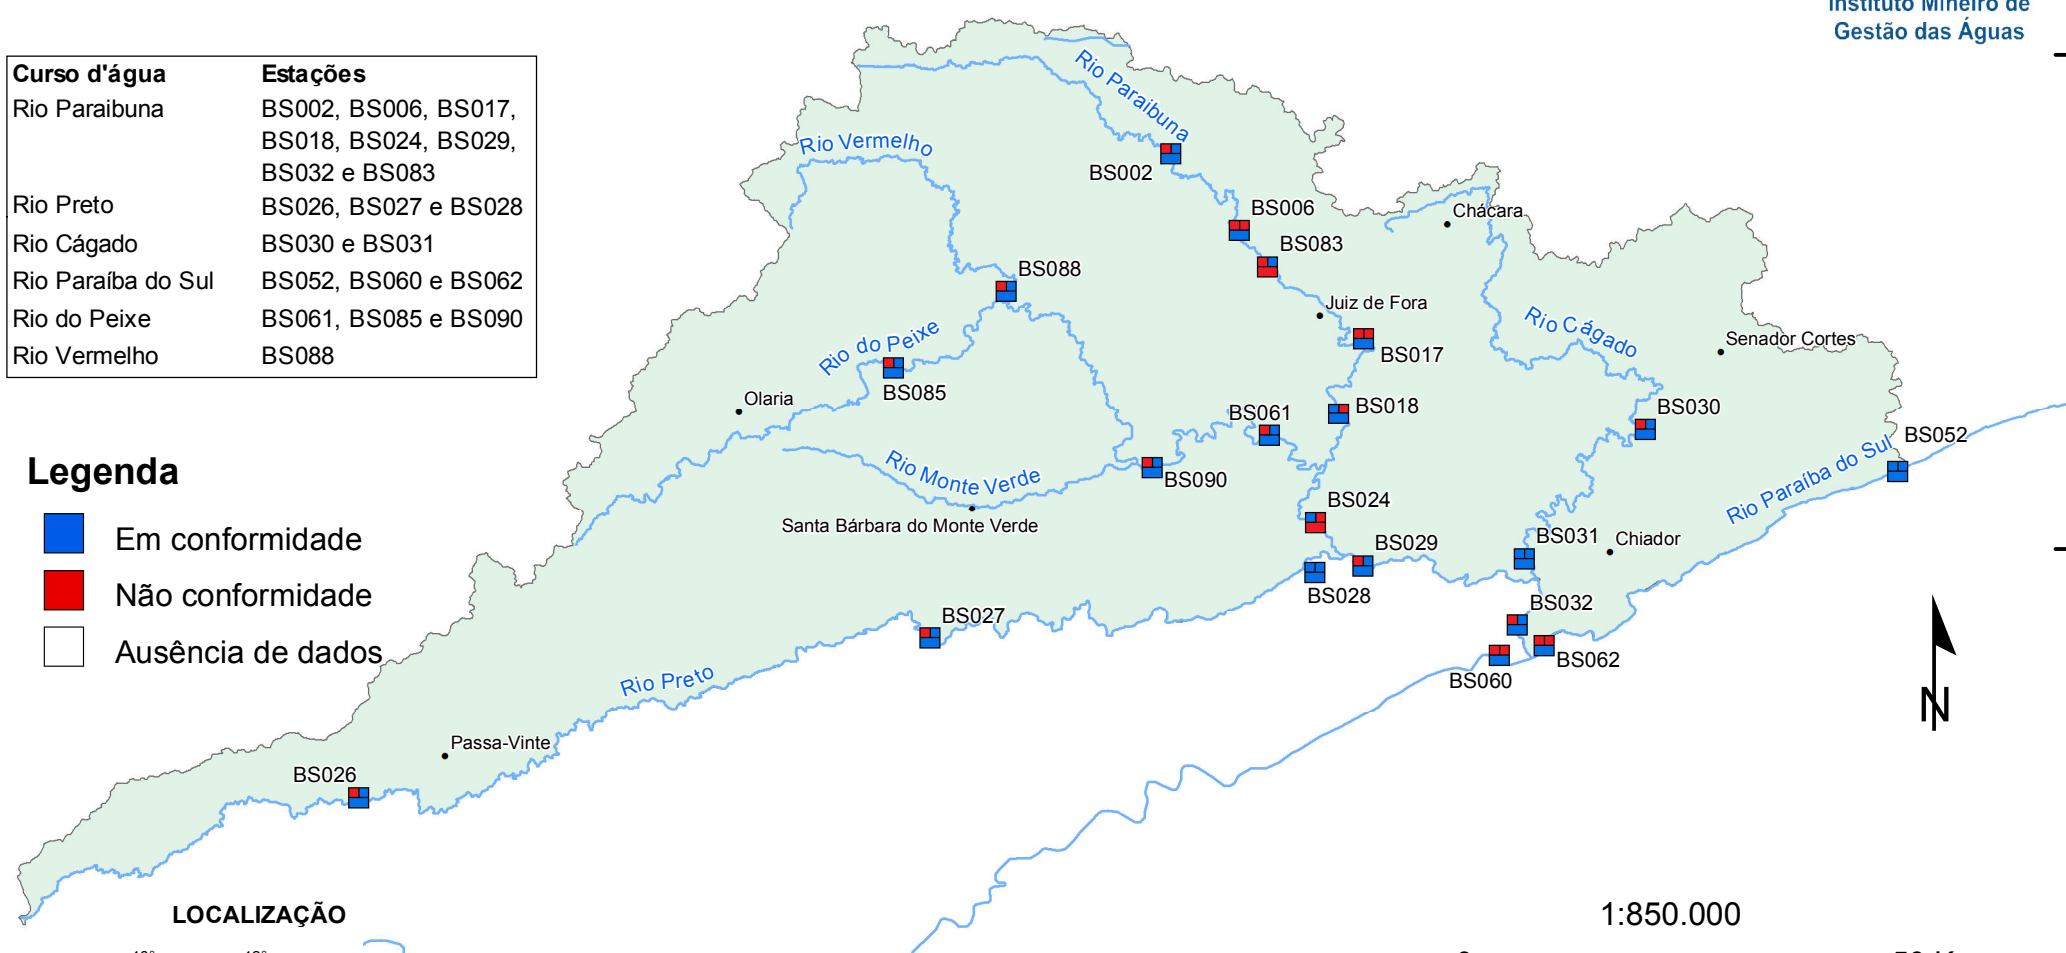 Instituto Mineiro de
Gestão das Águas
Curso d'água Estações
Rio Paraibuna BS002, BS006, BS017,
BS018, BS024, BS029,
BS032 e BS083
Rio Preto BS026, BS027 e BS028
Rio Cágado BS030 e BS031
Rio Paraíba do Sul BS052, BS060 e BS062
Rio do Peixe BS061, BS085 e BS090
Rio Vermelho BS088
Rio Paraibuna
Rio Vermelho
BS002
BS006
Chácara
BS083
BS088
Juiz de Fora
Rio Cágado
Rio do Peixe
Senador Cortes
BS017
BS085
Olaria
BS018
BS061
BS030
BS052
Rio Monte Verde
BS090
Rio Paraíba do Sul
BS024
Santa Bárbara do Monte Verde
BS031
Chiador
BS029
BS028
BS032
BS027
BS062
BS060
Rio Preto
Passa-Vinte
BS026
Legenda
Em conformidade
Não conformidade
Ausência de dados
N
LOCALIZAÇÃO
1:850.000